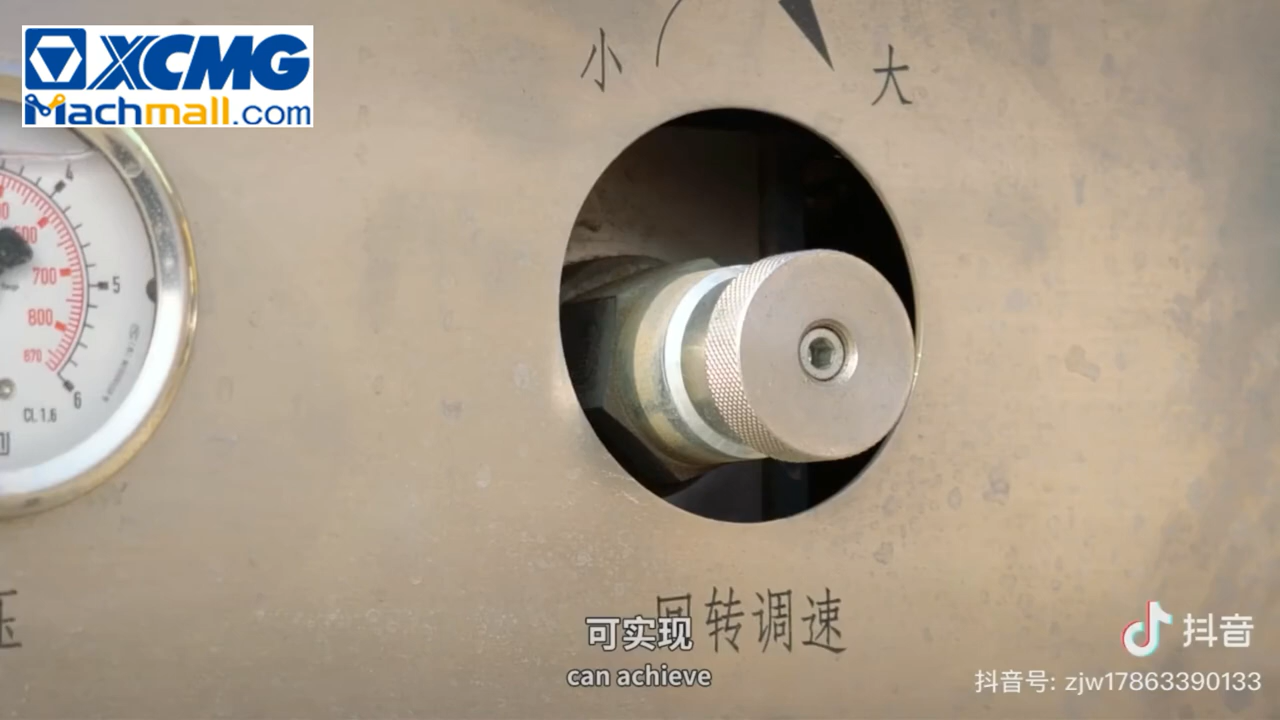 XCMG
Machmall.com
小
大
4
600
700
5
800
870
6
Cl. 1.6
回转调速
可实现
can achieve
抖音
抖音号: zjw17863390133